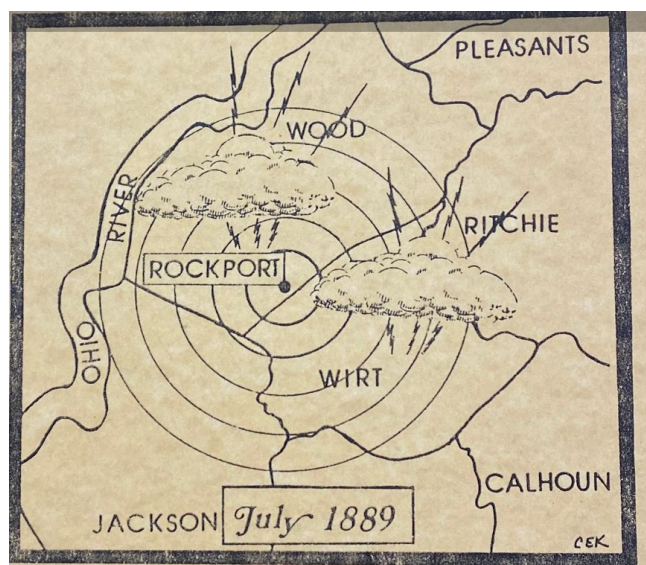 PLEASANTS
WOOD
RIVER
RITCHIE
ROCKPORT
OHIO
WIRT
CALHOUN
JACKSON
July 1889
CEK